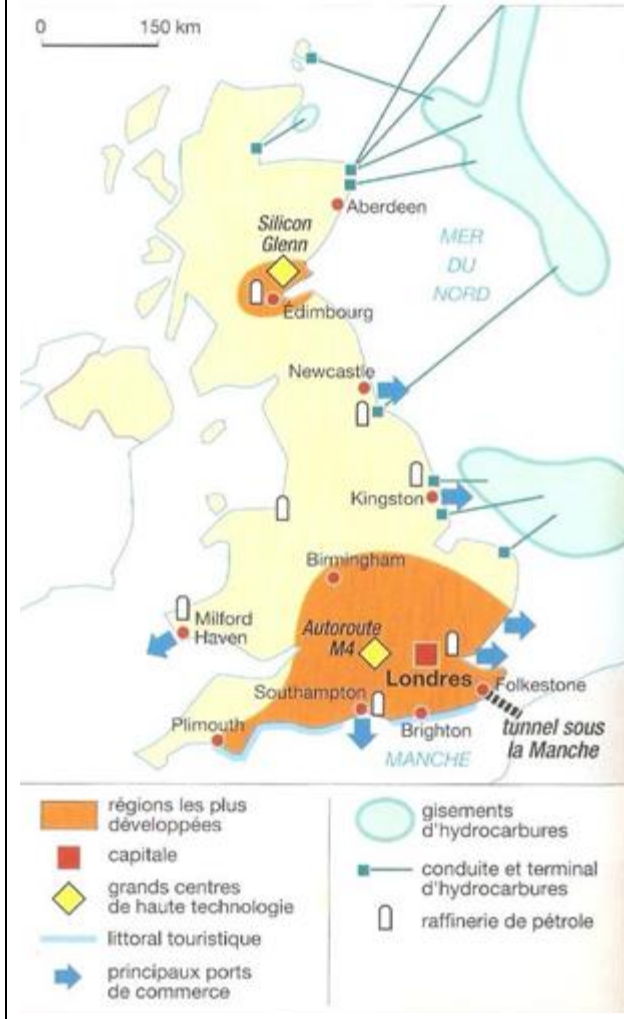 0 150 km
Aberdeen
Silicon
Glenn
MER
DU
NORD
Édimbourg
Newcastle
Kingston
Birmingham
Milford
Haven
Autoroute
M4
Londres
Folkestone
Southampton
Plimouth
Brighton
tunnel sous
la Manche
MANCHE
régions les plus
développées
capitale
grands centres
de haute technologie
littoral touristique
principaux ports
de commerce
gisements
d'hydrocarbures
conduite et terminal
d'hydrocarbures
raffinerie de pétrole